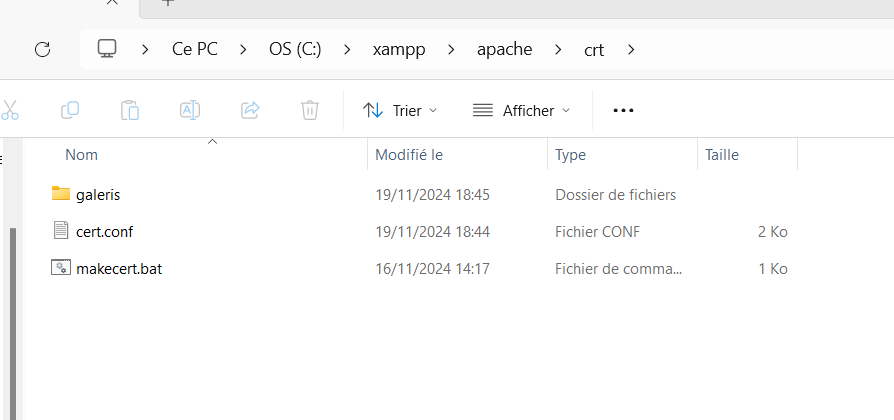 Ce PC > OS (C:) > xampp > apache > crt >
Trier Afficher
Nom Modifié le Type Taille
galeris 19/11/2024 18:45 Dossier de fichiers
cert.conf 19/11/2024 18:44 Fichier CONF 2 Ko
makecert.bat 16/11/2024 14:17 Fichier de comma... 1 Ko